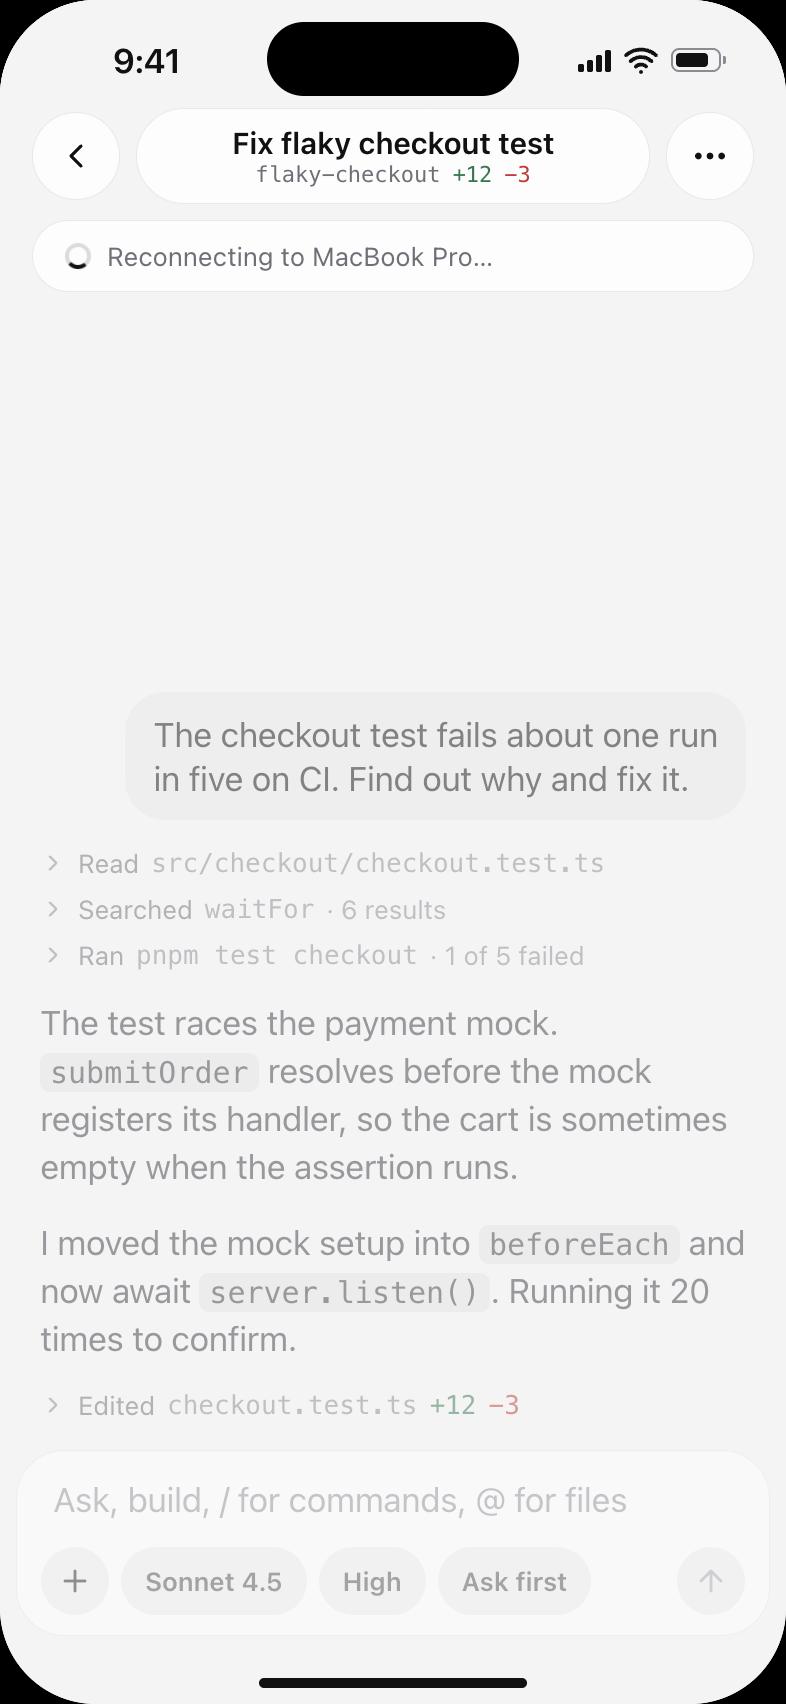 9:41
Fix flaky checkout test
flaky-checkout +12 −3
Reconnecting to MacBook Pro…
The checkout test fails about one run
in five on CI. Find out why and fix it.
Read src/checkout/checkout.test.ts
Searched waitFor · 6 results
Ran pnpm test checkout · 1 of 5 failed
The test races the payment mock.
submitOrder resolves before the mock
registers its handler, so the cart is sometimes
empty when the assertion runs.
I moved the mock setup into beforeEach and
now await server.listen(). Running it 20
times to confirm.
Edited checkout.test.ts +12 −3
Ask, build, / for commands, @ for files
Sonnet 4.5 High Ask first